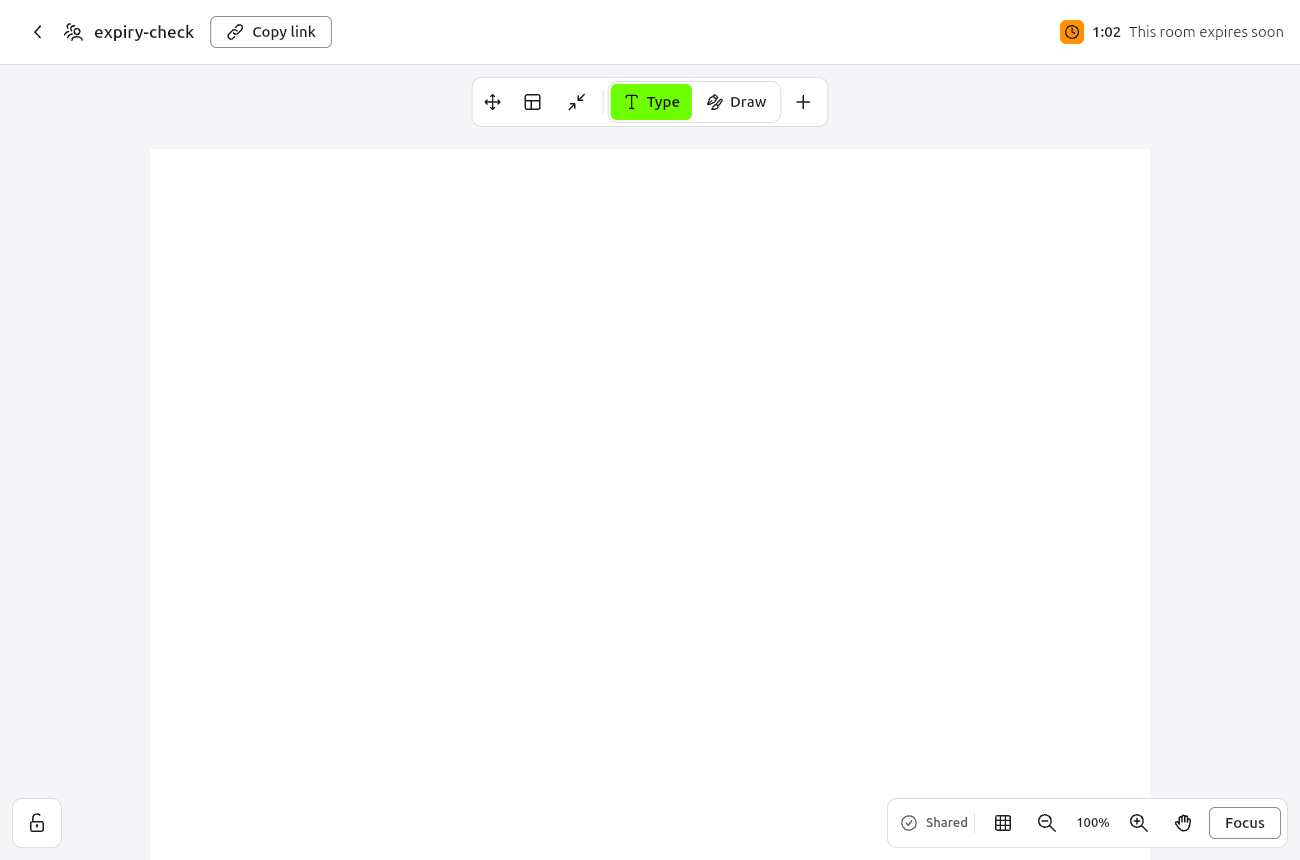 expiry-check Copy link 1:02 This room expires soon
Type Draw
Shared 100% Focus